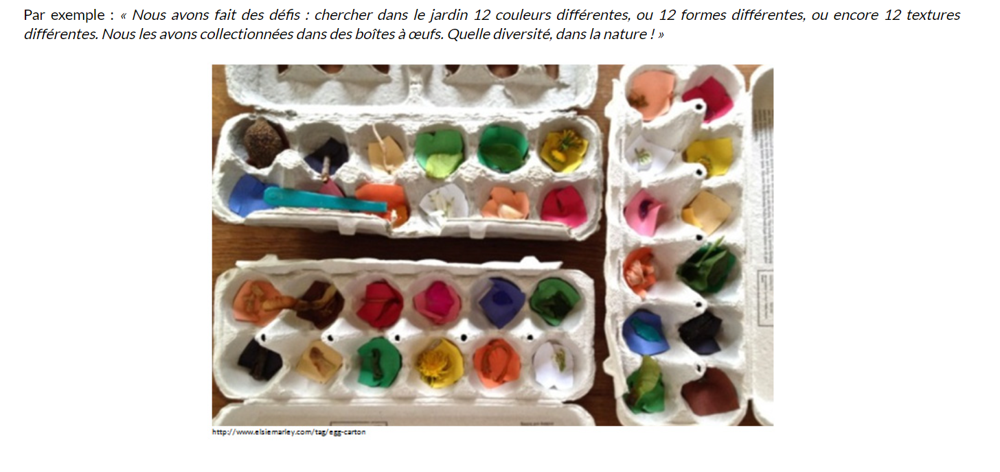 Par exemple : « Nous avons fait des défis : chercher dans le jardin 12 couleurs différentes, ou 12 formes différentes, ou encore 12 textures
différentes. Nous les avons collectionnées dans des boîtes à œufs. Quelle diversité, dans la nature ! »
http://www.elsiemarley.com/tag/egg-carton